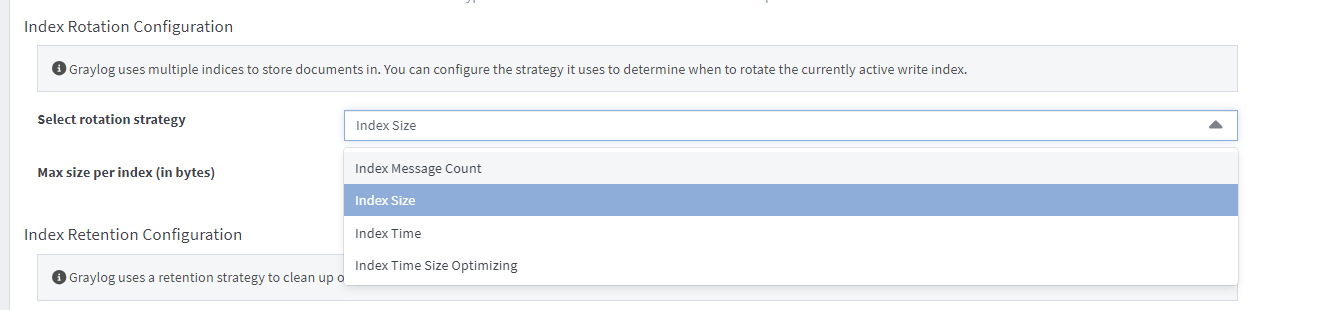 Index Rotation Configuration
Graylog uses multiple indices to store documents in. You can configure the strategy it uses to determine when to rotate the currently active write index.
Select rotation strategy
Index Size
Index Message Count
Max size per index (in bytes)
Index Size
Index Time
Index Retention Configuration
Index Time Size Optimizing
Graylog uses a retention strategy to clean up